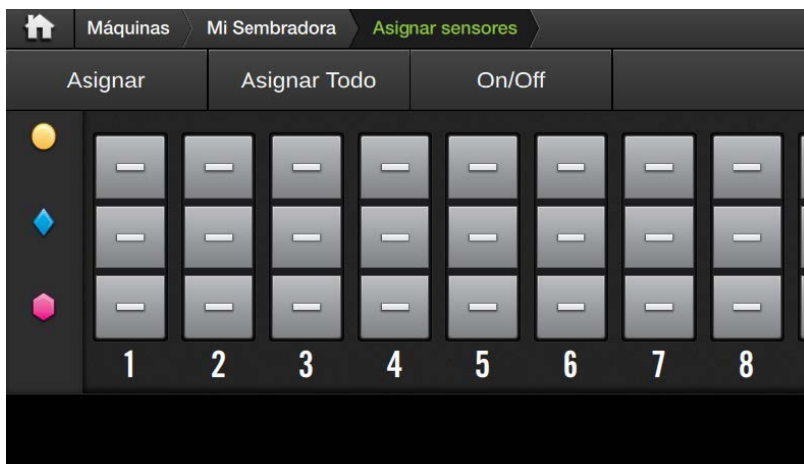 Máquinas Mi Sembradora Asignar sensores
Asignar Asignar Todo On/Off
1 2 3 4 5 6 7 8